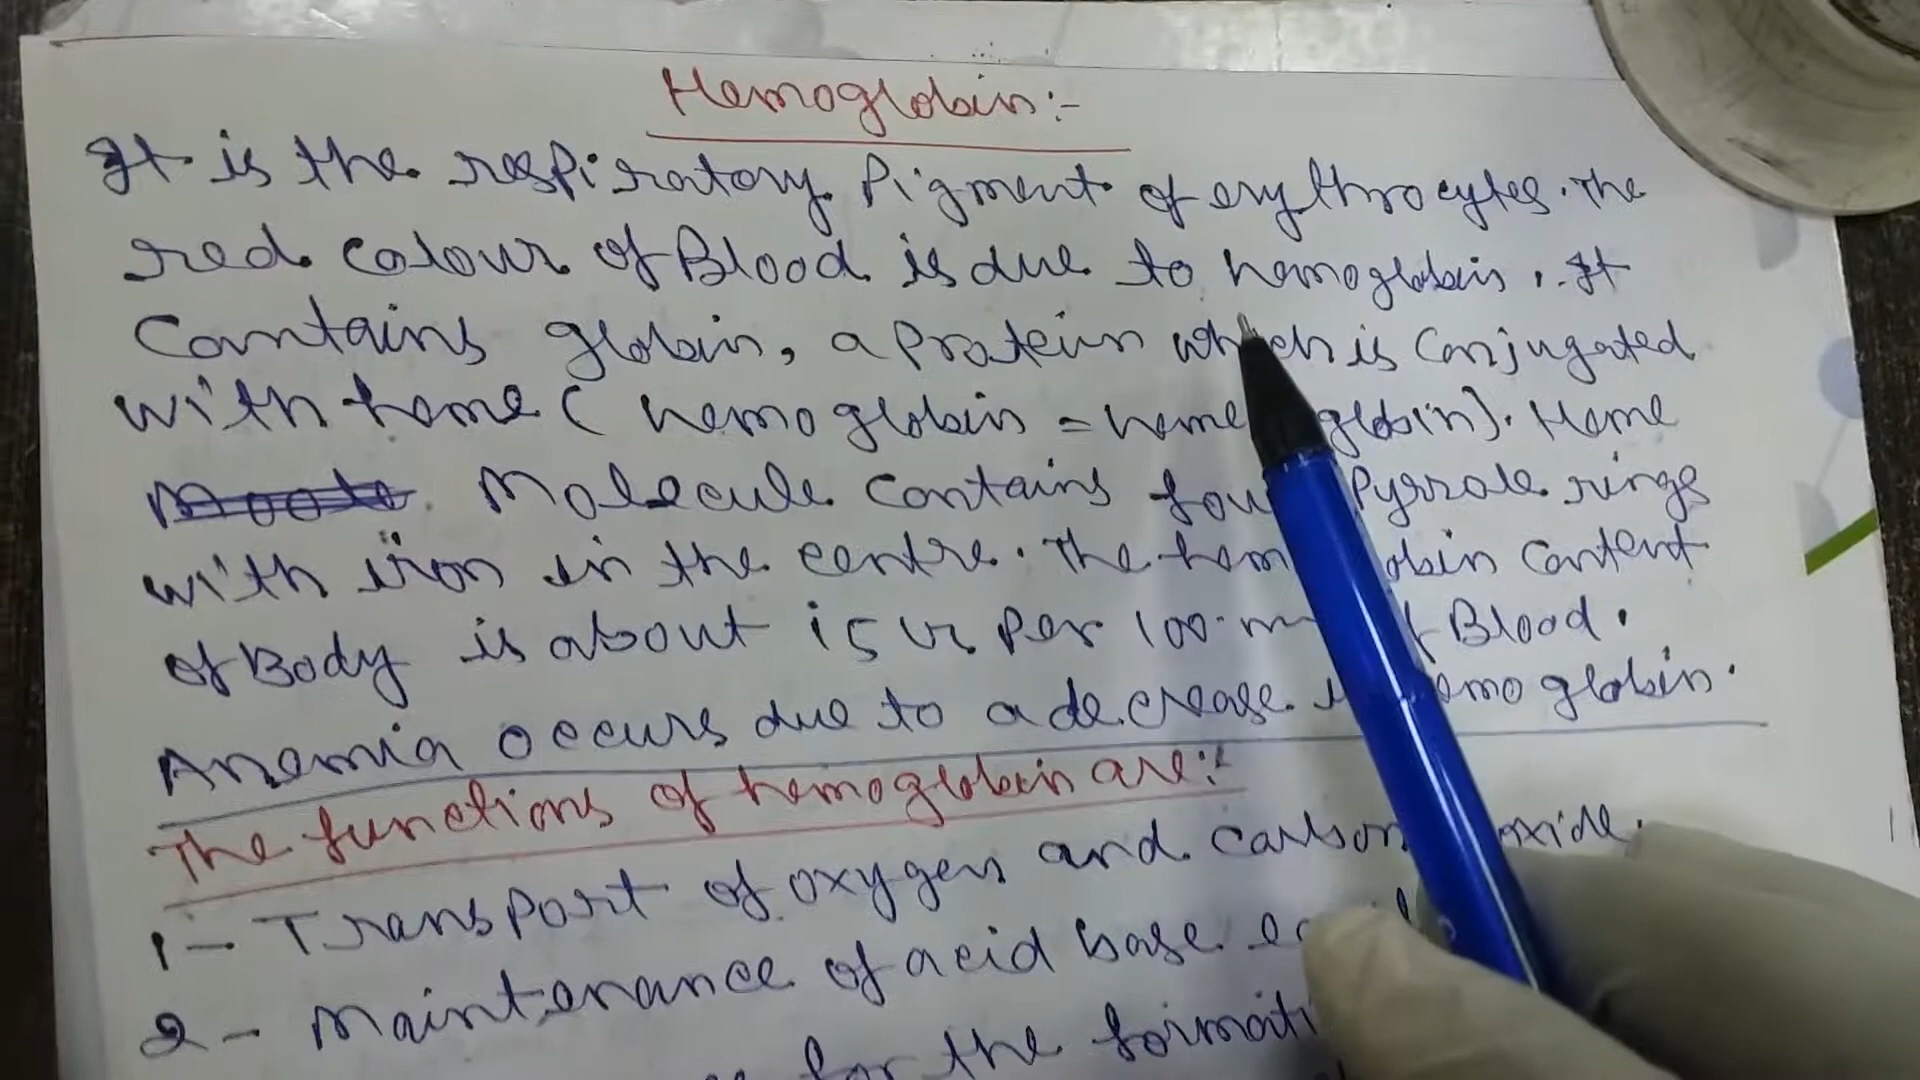 Hemoglobin:-
It is the respiratory Pigment of erythrocytes. The
red colour of Blood is due to hemoglobin. It
Contains globin, a Protein which is Conjugated
with heme ( hemoglobin = heme globin). Heme
Molecule Contains four Pyrrole rings
with iron in the centre. The hemoglobin Content
of Body is about 15 Per 100 of Blood.
Anemia occurs due to a decrease in hemoglobin.
The functions of hemoglobin are:-
1- Transport of oxygen and carbon oxide.
2- Maintenance of acid base
for the formati